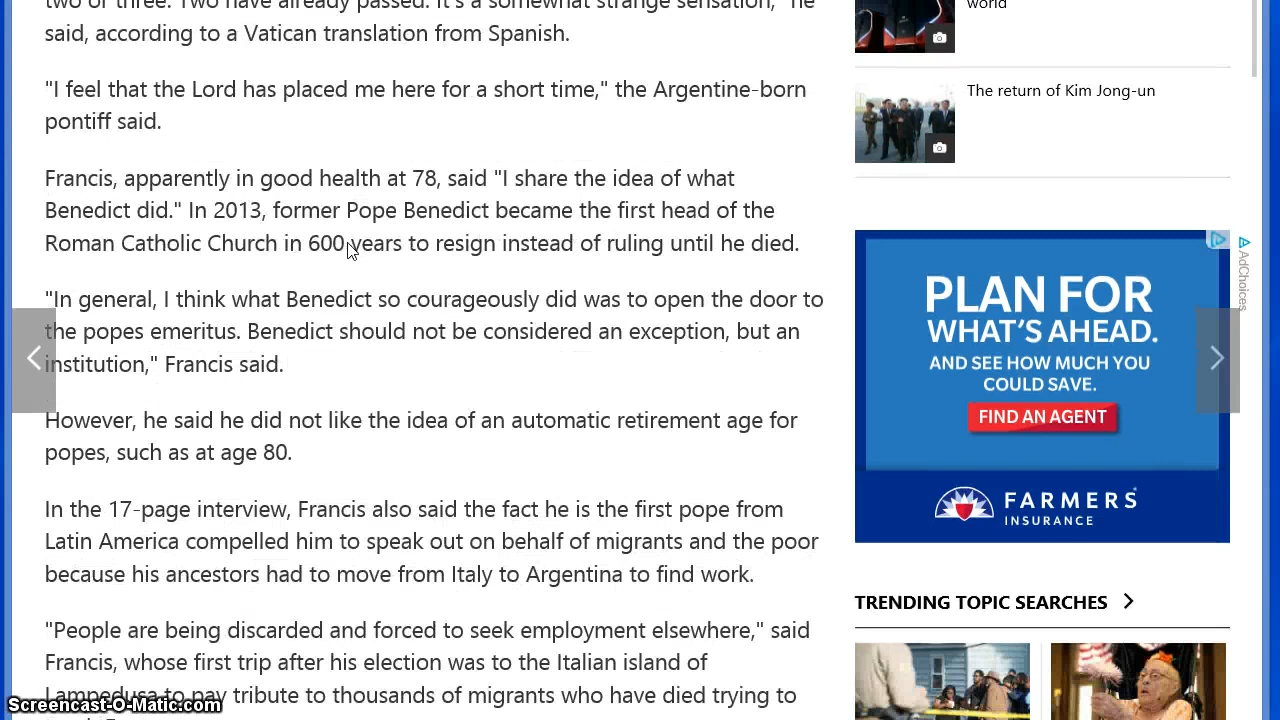 two or three. Two have already passed. It's a somewhat strange sensation," he
said, according to a Vatican translation from Spanish.
"I feel that the Lord has placed me here for a short time," the Argentine-born
pontiff said.
Francis, apparently in good health at 78, said "I share the idea of what
Benedict did." In 2013, former Pope Benedict became the first head of the
Roman Catholic Church in 600 years to resign instead of ruling until he died.
"In general, I think what Benedict so courageously did was to open the door to
the popes emeritus. Benedict should not be considered an exception, but an
institution," Francis said.
However, he said he did not like the idea of an automatic retirement age for
popes, such as at age 80.
In the 17-page interview, Francis also said the fact he is the first pope from
Latin America compelled him to speak out on behalf of migrants and the poor
because his ancestors had to move from Italy to Argentina to find work.
"People are being discarded and forced to seek employment elsewhere," said
Francis, whose first trip after his election was to the Italian island of
Lampedusa to pay tribute to thousands of migrants who have died trying to
Screencast-O-Matic.com
world
The return of Kim Jong-un
AdChoices
PLAN FOR
WHAT'S AHEAD.
AND SEE HOW MUCH YOU
COULD SAVE.
FIND AN AGENT
FARMERS
INSURANCE
TRENDING TOPIC SEARCHES